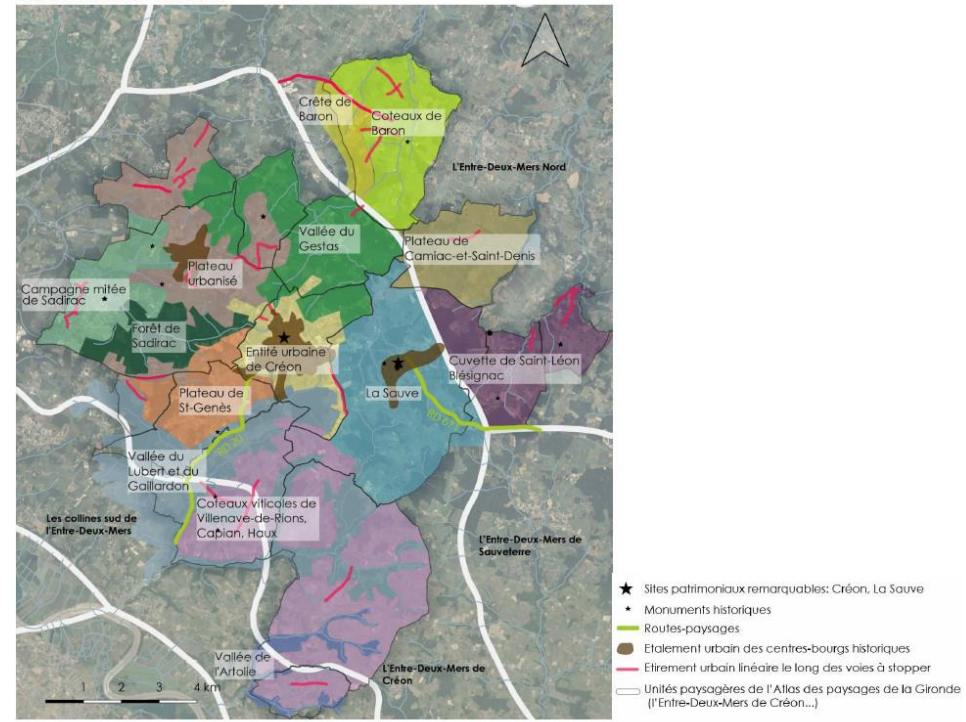 Crête de
Baron
Coteaux de
Baron
L'Entre-Deux-Mers Nord
Vallée du
Gestas
Plateau de
Camiac-et-Saint-Denis
Plateau
urbanisé
Campagne mitée
de Sadirac
Forêt de
Sadirac
Entité urbaine
de Créon
Cuvette de Saint-Léon
Blésignac
La Sauve
Plateau de
St-Genès
RD 671
RD 20
Vallée du
Lubert et du
Gaillardon
Coteaux viticoles de
Villenave-de-Rions,
Capian, Haux
Les collines sud de
l'Entre-Deux-Mers
L'Entre-Deux-Mers de
Sauveterre
Vallée de
l'Artolie
L'Entre-Deux-Mers de
Créon
1 2 3 4 km
Sites patrimoniaux remarquables: Créon, La Sauve
Monuments historiques
Routes-paysages
Etalement urbain des centres-bourgs historiques
Etirement urbain linéaire le long des voies à stopper
Unités paysagères de l'Atlas des paysages de la Gironde
(l'Entre-Deux-Mers de Créon...)